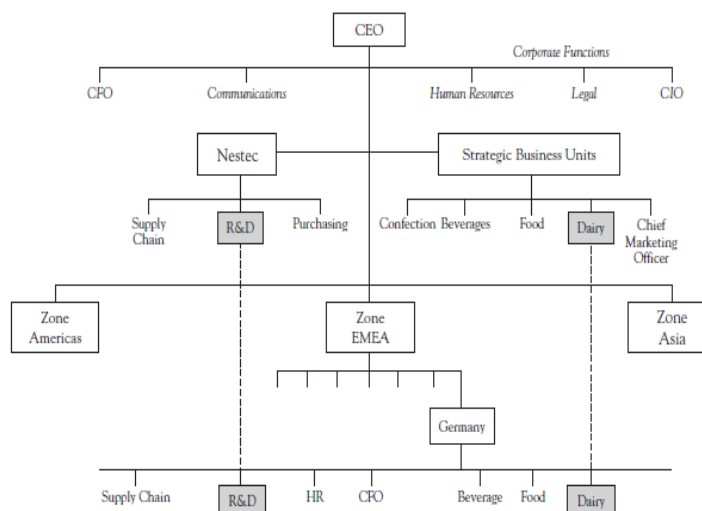 CEO
Corporate Functions
CFO
Communications
Human Resources
Legal
CIO
Nestec
Strategic Business Units
Supply
Chain
R&D
Purchasing
Confection
Beverages
Food
Dairy
Chief
Marketing
Officer
Zone
Americas
Zone
EMEA
Zone
Asia
Germany
Supply Chain
R&D
HR
CFO
Beverage
Food
Dairy